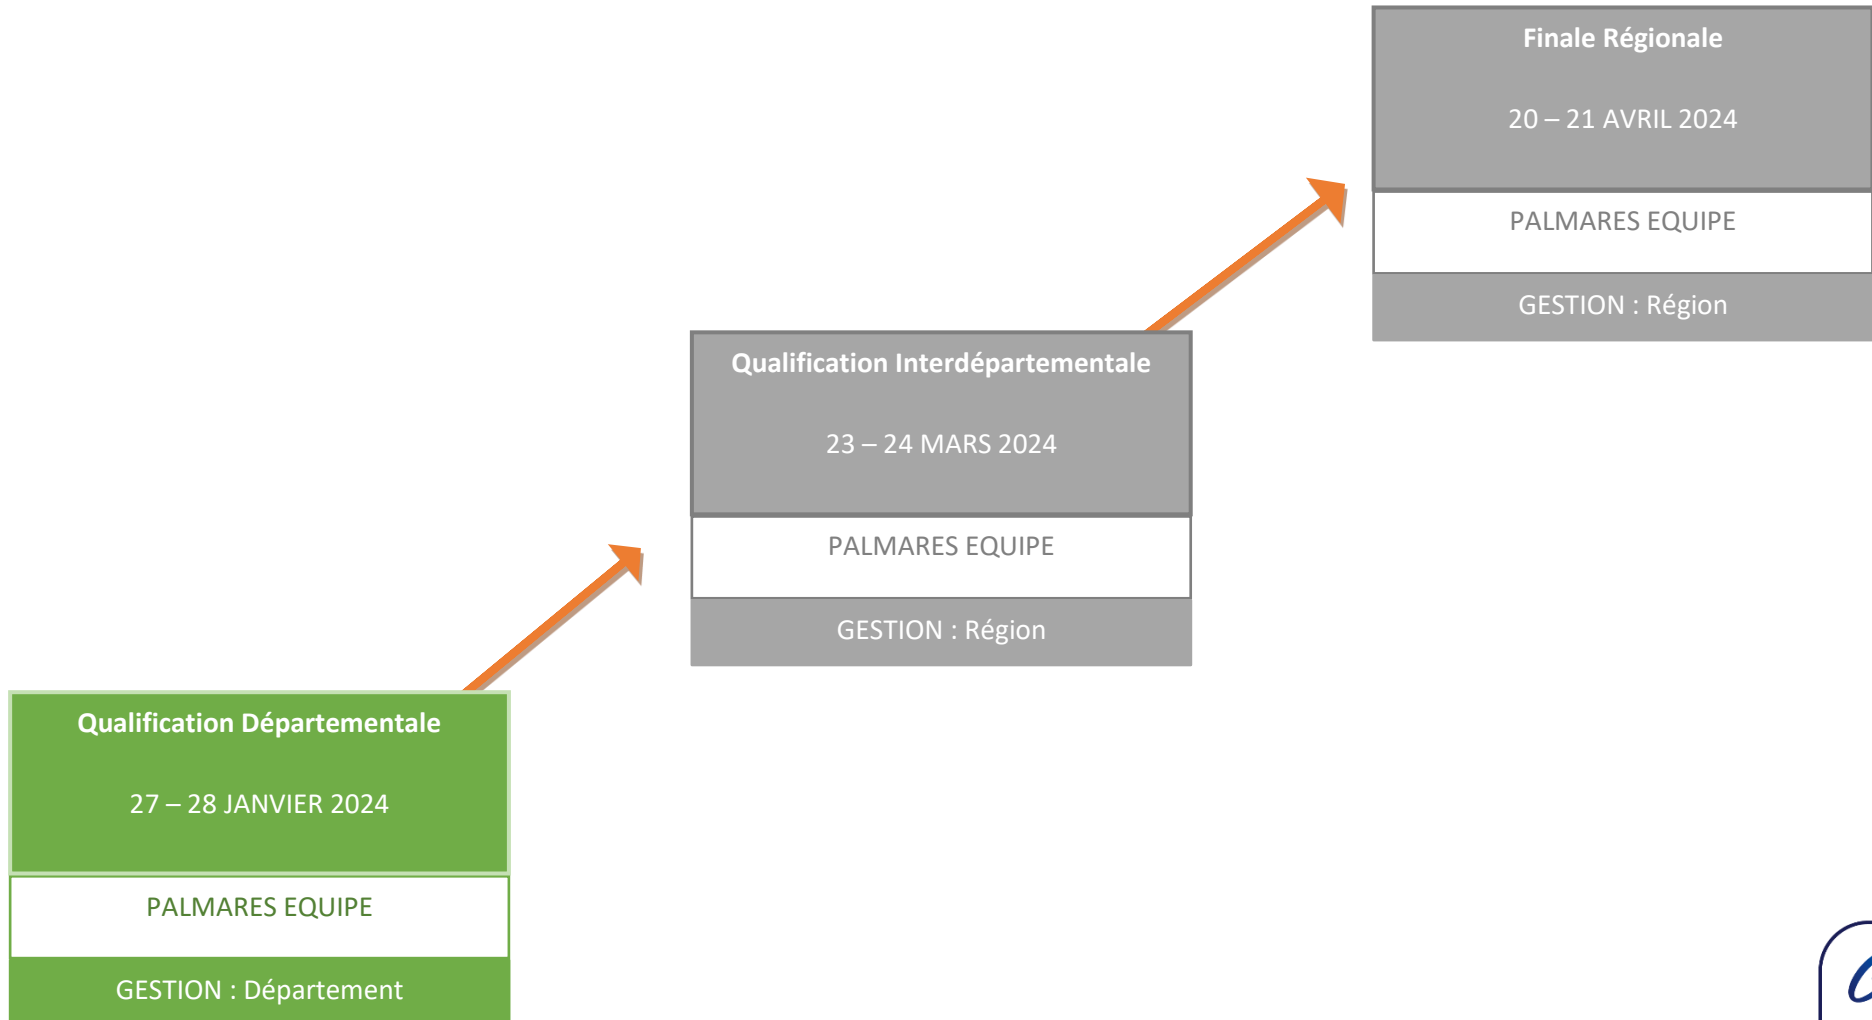 Finale Régionale
20 – 21 AVRIL 2024
PALMARES EQUIPE
GESTION : Région
Qualification Interdépartementale
23 – 24 MARS 2024
PALMARES EQUIPE
GESTION : Région
Qualification Départementale
27 – 28 JANVIER 2024
PALMARES EQUIPE
GESTION : Département